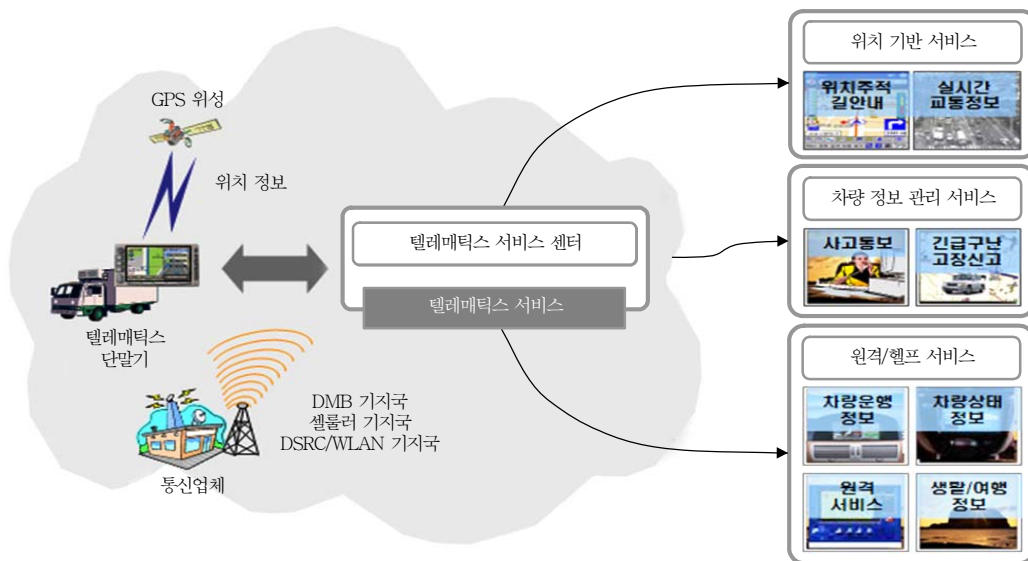 위치 기반 서비스
위치추적
길안내
실시간
교통정보
GPS 위성
위치 정보
텔레매틱스 서비스 센터
텔레매틱스 서비스
텔레매틱스
단말기
DMB 기지국
셀룰러 기지국
DSRC/WLAN 기지국
통신업체
차량 정보 관리 서비스
사고통보
긴급구난
고장신고
원격/헬프 서비스
차량운행
정보
차량상태
정보
원격
서비스
생활/여행
정보